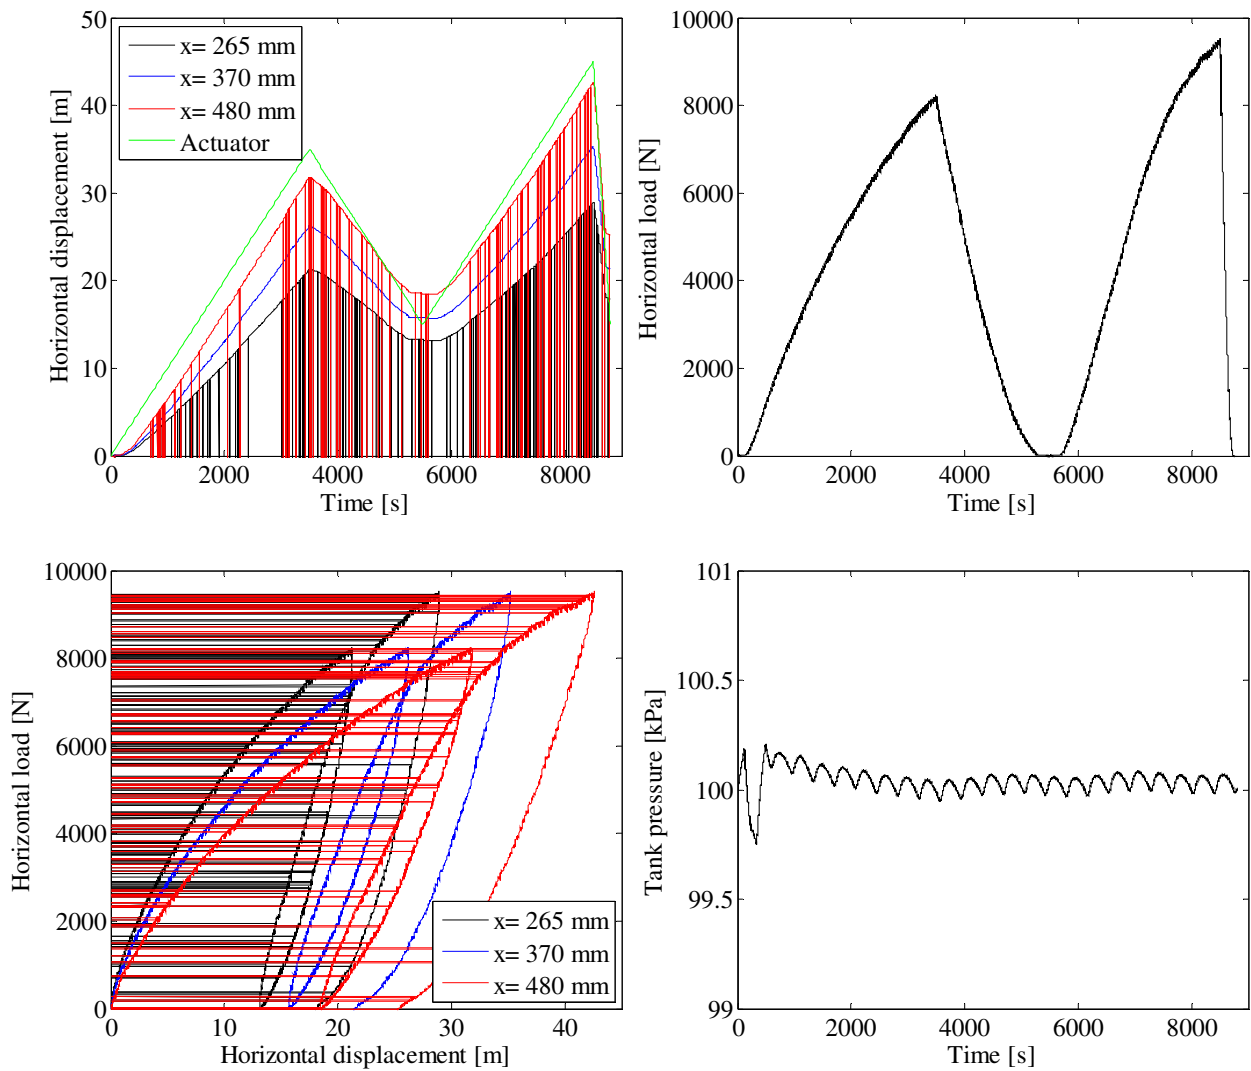 50
40
30
20
10
0
Horizontal displacement [m]
x= 265 mm
x= 370 mm
x= 480 mm
Actuator
0 2000 4000 6000 8000
Time [s]
10000
8000
6000
4000
2000
0
Horizontal load [N]
0 2000 4000 6000 8000
Time [s]
10000
8000
6000
4000
2000
0
Horizontal load [N]
x= 265 mm
x= 370 mm
x= 480 mm
0 10 20 30 40
Horizontal displacement [m]
101
100.5
100
99.5
99
Tank pressure [kPa]
0 2000 4000 6000 8000
Time [s]